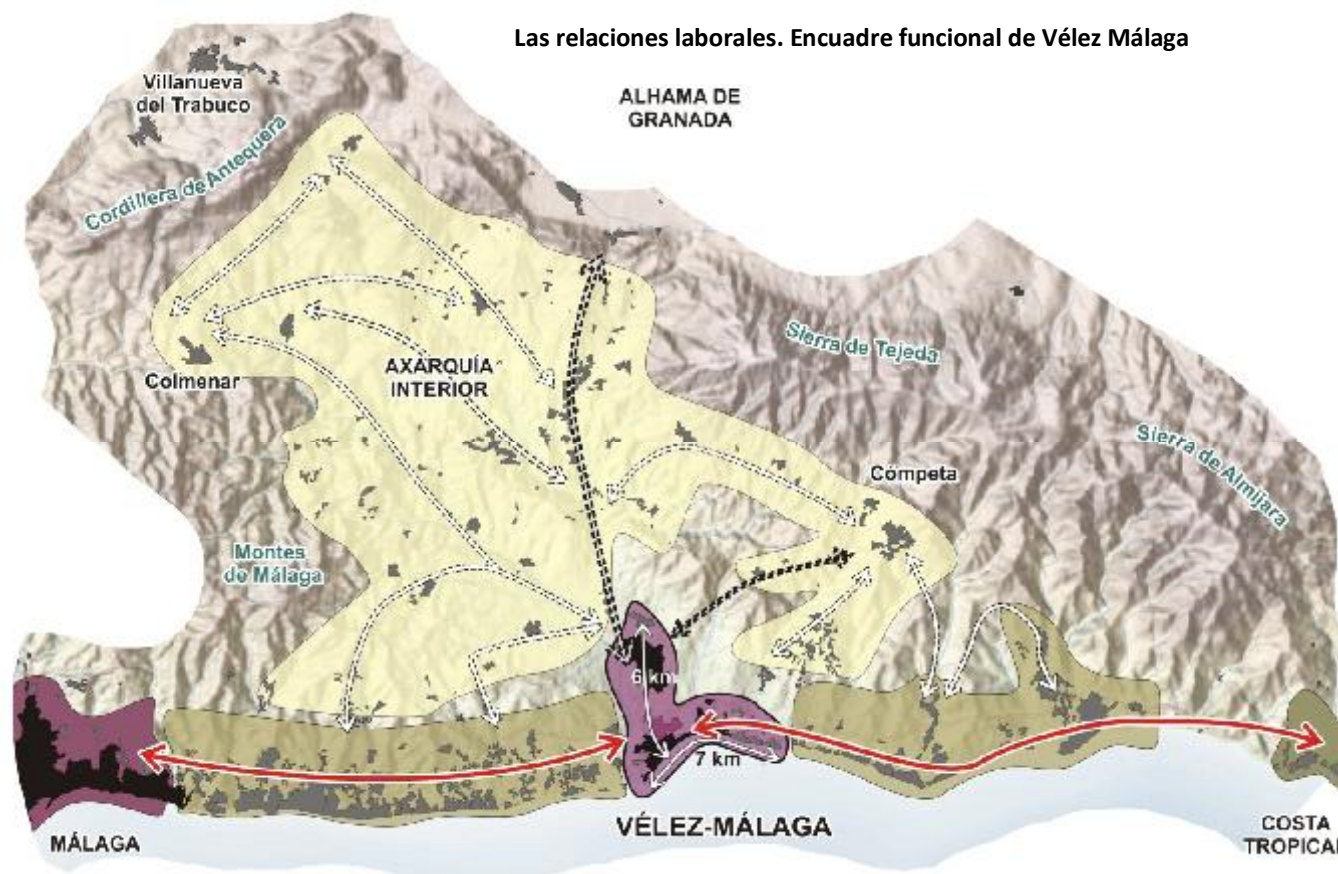 Las relaciones laborales. Encuadre funcional de Vélez Málaga
Villanueva
del Trabuco
ALHAMA DE
GRANADA
Cordillera de Antequera
Sierra de Tejeda
AXARQUÍA
INTERIOR
Colmenar
Sierra de Almijara
Cómpeta
Montes
de Málaga
6 km
7 km
VÉLEZ-MÁLAGA
MÁLAGA
COSTA
TROPICAL